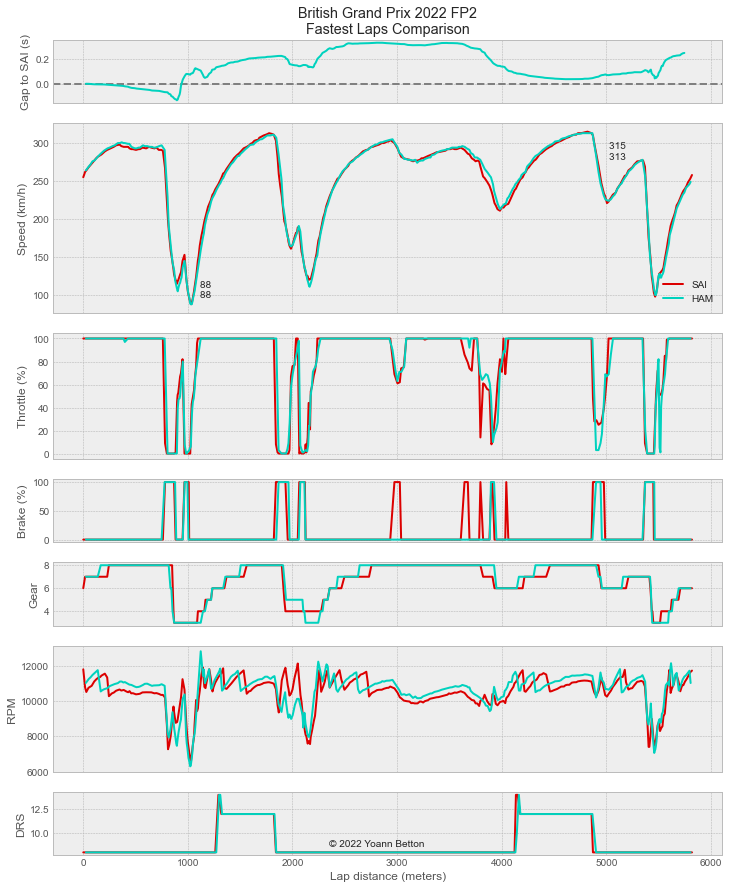 British Grand Prix 2022 FP2
Fastest Laps Comparison
Gap to SAI (s)
0.2
0.0
Speed (km/h)
300
250
200
150
100
315
313
88
88
SAI
HAM
Throttle (%)
100
80
60
40
20
0
Brake (%)
100
50
0
Gear
8
6
4
RPM
12000
10000
8000
6000
DRS
12.5
10.0
© 2022 Yoann Betton
0 1000 2000 3000 4000 5000 6000
Lap distance (meters)